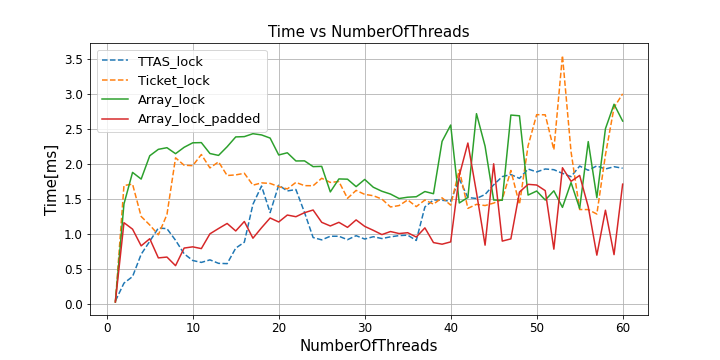 Time vs NumberOfThreads
TTAS_lock
Ticket_lock
Array_lock
Array_lock_padded
Time[ms]
3.5
3.0
2.5
2.0
1.5
1.0
0.5
0.0
0 10 20 30 40 50 60
NumberOfThreads